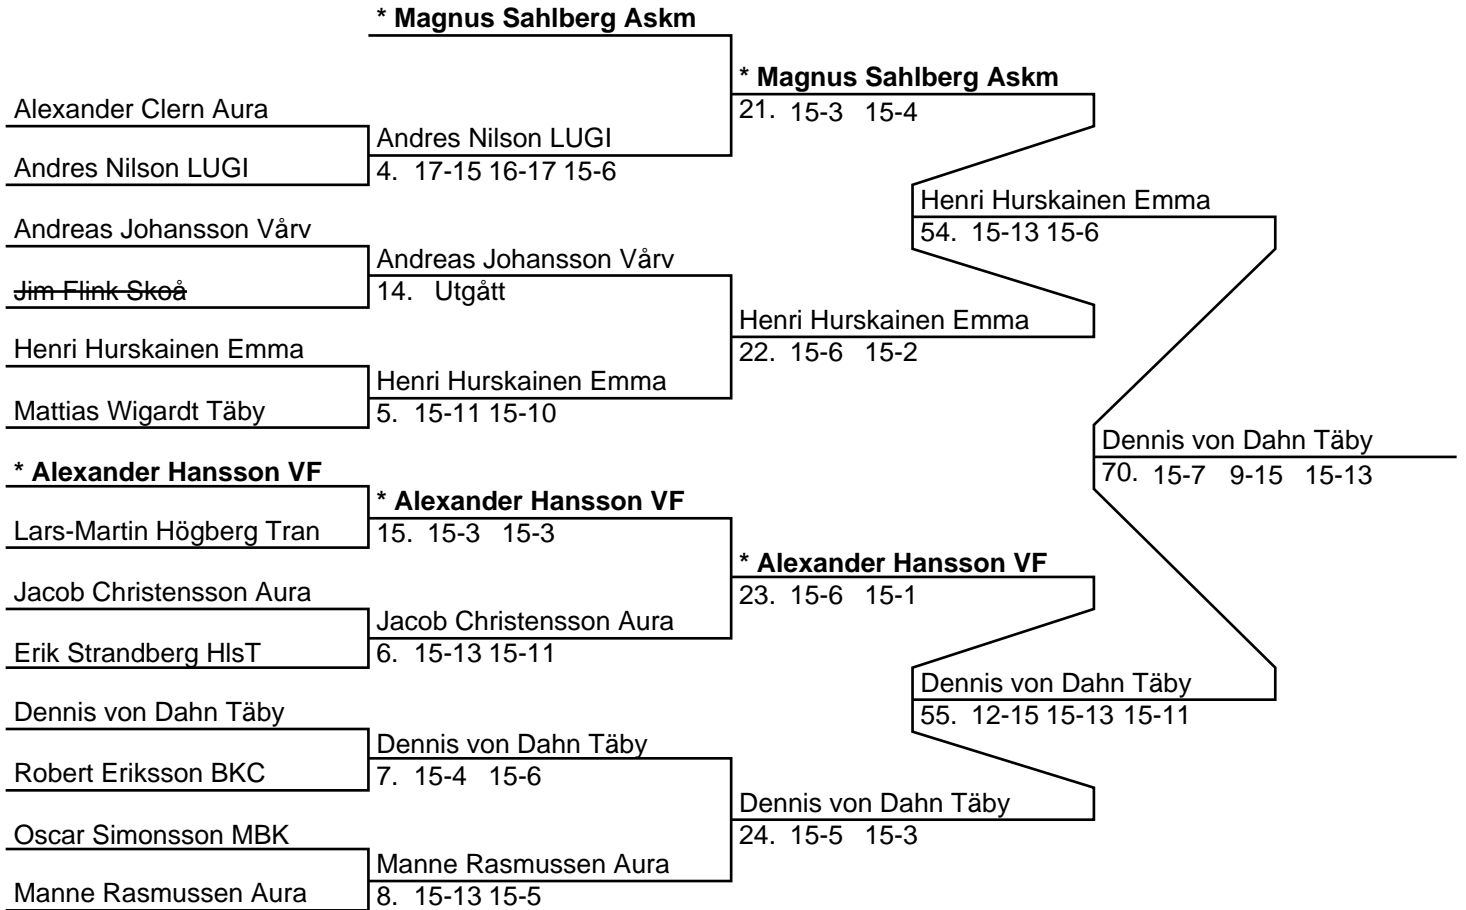 * Magnus Sahlberg Askm
* Magnus Sahlberg Askm
21. 15-3 15-4
Alexander Clern Aura
Andres Nilson LUGI
Andres Nilson LUGI
4. 17-15 16-17 15-6
Henri Hurskainen Emma
54. 15-13 15-6
Andreas Johansson Vårv
Andreas Johansson Vårv
Jim Flink Skoå
14. Utgått
Henri Hurskainen Emma
22. 15-6 15-2
Henri Hurskainen Emma
Henri Hurskainen Emma
Mattias Wigardt Täby
5. 15-11 15-10
Dennis von Dahn Täby
70. 15-7 9-15 15-13
* Alexander Hansson VF
* Alexander Hansson VF
Lars-Martin Högberg Tran
15. 15-3 15-3
* Alexander Hansson VF
23. 15-6 15-1
Jacob Christensson Aura
Jacob Christensson Aura
Erik Strandberg HlsT
6. 15-13 15-11
Dennis von Dahn Täby
55. 12-15 15-13 15-11
Dennis von Dahn Täby
Dennis von Dahn Täby
Robert Eriksson BKC
7. 15-4 15-6
Dennis von Dahn Täby
24. 15-5 15-3
Oscar Simonsson MBK
Manne Rasmussen Aura
Manne Rasmussen Aura
8. 15-13 15-5